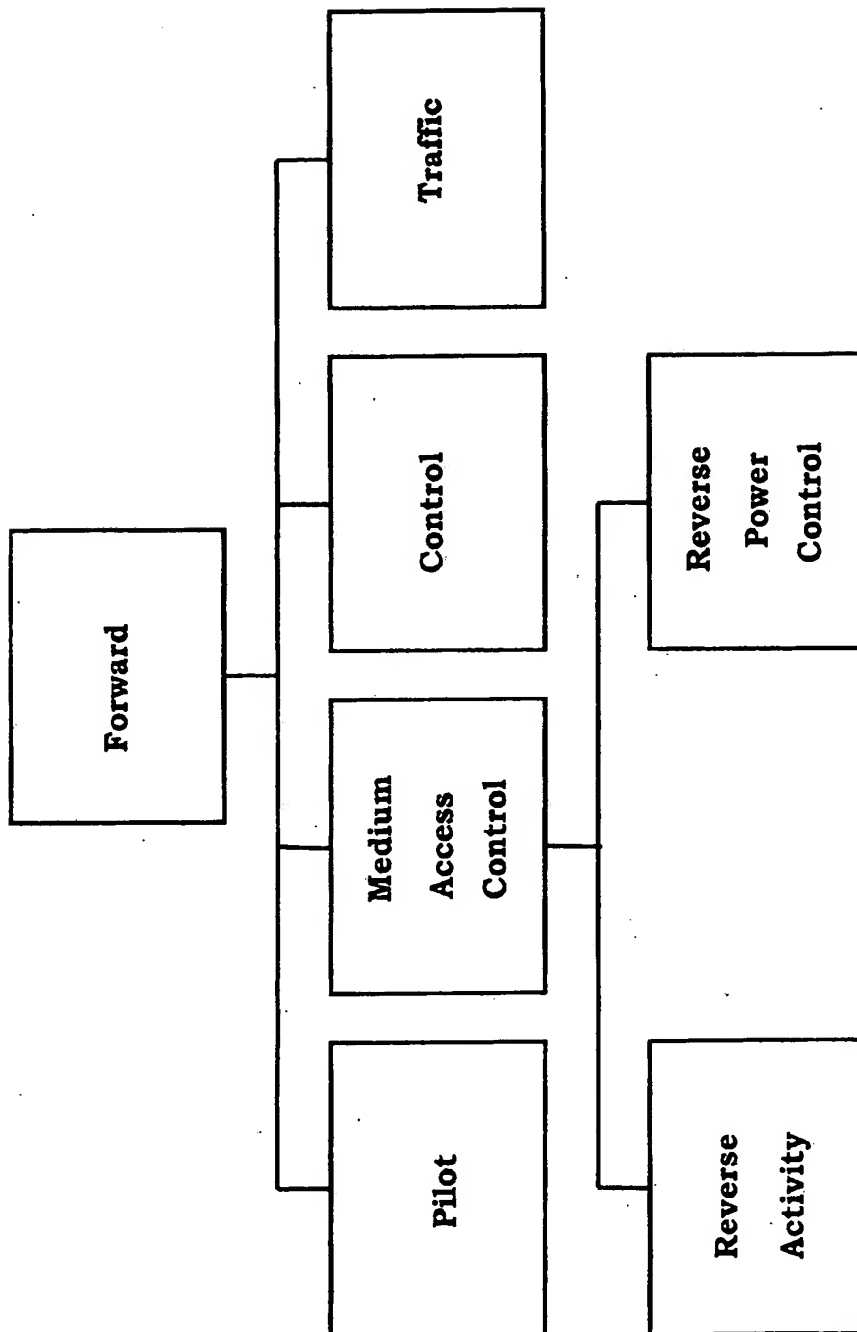 Forward
Pilot
Medium
Access
Control
Control
Traffic
Reverse
Activity
Reverse
Power
Control